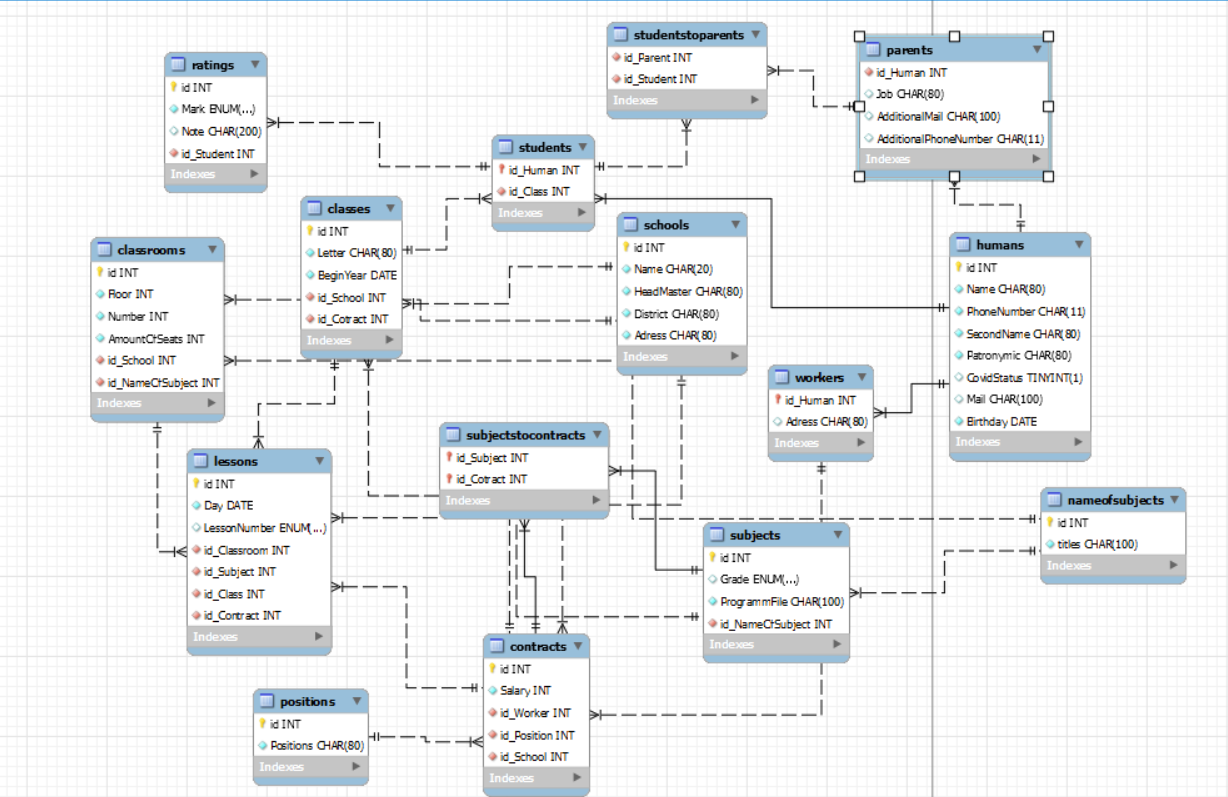 studentstoparents
id_Parent INT
id_Student INT
Indexes
parents
id_Human INT
Job CHAR(80)
AdditionalMail CHAR(100)
AdditionalPhoneNumber CHAR(11)
Indexes
ratings
id INT
Mark ENUM(...)
Note CHAR(200)
id_Student INT
Indexes
students
id_Human INT
id_Class INT
Indexes
classes
id INT
Letter CHAR(80)
BeginYear DATE
id_School INT
id_Cotract INT
Indexes
schools
id INT
Name CHAR(20)
HeadMaster CHAR(80)
District CHAR(80)
Adress CHAR(80)
Indexes
humans
id INT
Name CHAR(80)
PhoneNumber CHAR(11)
SecondName CHAR(80)
Patronymic CHAR(80)
CovidStatus TINYINT(1)
Mail CHAR(100)
Birthday DATE
Indexes
classrooms
id INT
Floor INT
Number INT
AmountOfSeats INT
id_School INT
id_NameOfSubject INT
Indexes
workers
id_Human INT
Adress CHAR(80)
Indexes
subjectstocontracts
id_Subject INT
id_Cotract INT
Indexes
lessons
id INT
Day DATE
LessonNumber ENUM(...)
id_Classroom INT
id_Subject INT
id_Class INT
id_Contract INT
Indexes
nameofsubjects
id INT
titles CHAR(100)
Indexes
subjects
id INT
Grade ENUM(...)
ProgrammFile CHAR(100)
id_NameOfSubject INT
Indexes
contracts
id INT
Salary INT
id_Worker INT
id_Position INT
id_School INT
Indexes
positions
id INT
Positions CHAR(80)
Indexes